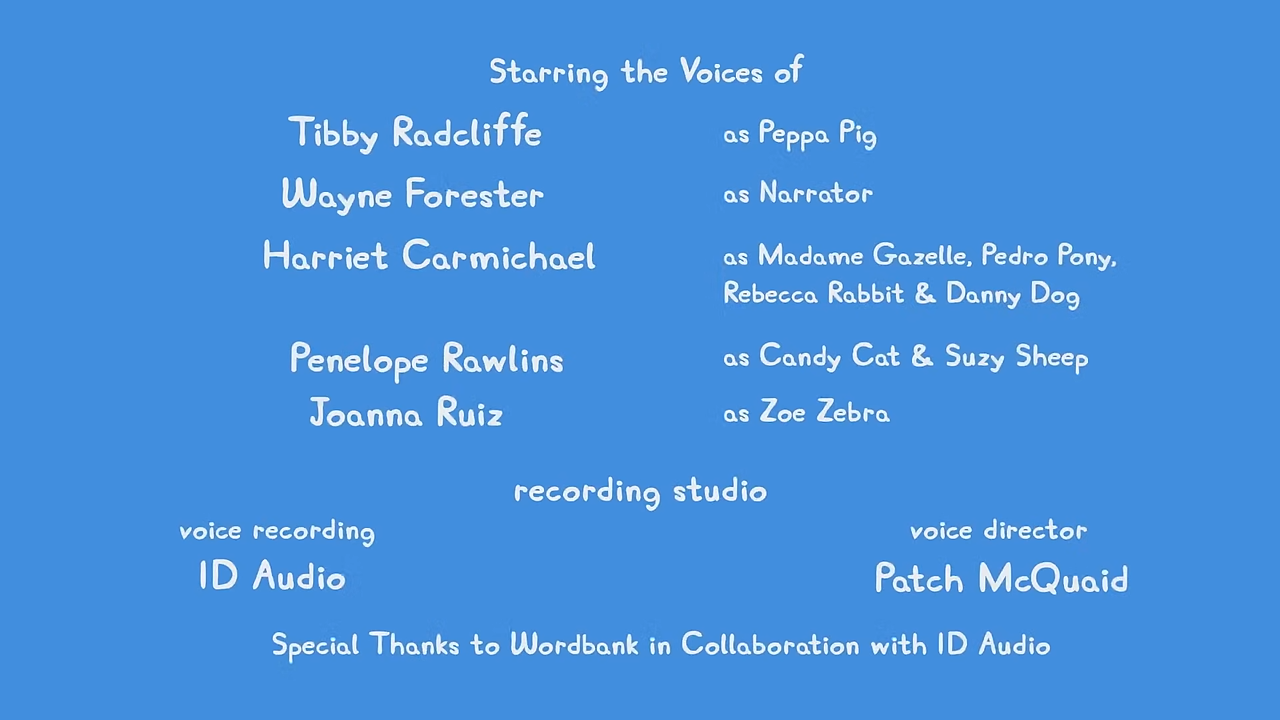 Starring the Voices of
Tibby Radcliffe as Peppa Pig
Wayne Forester as Narrator
Harriet Carmichael as Madame Gazelle, Pedro Pony,
Rebecca Rabbit & Danny Dog
Penelope Rawlins as Candy Cat & Suzy Sheep
Joanna Ruiz as Zoe Zebra
recording studio
voice recording voice director
ID Audio Patch McQuaid
Special Thanks to Wordbank in Collaboration with ID Audio